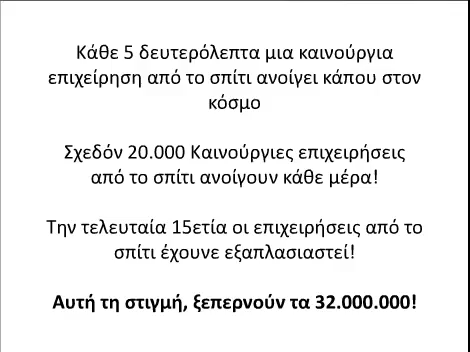 Κάθε 5 δευτερόλεπτα μια καινούργια
επιχείρηση από το σπίτι ανοίγει κάπου στον
κόσμο
Σχεδόν 20.000 Καινούργιες επιχειρήσεις
από το σπίτι ανοίγουν κάθε μέρα!
Την τελευταία 15ετία οι επιχειρήσεις από το
σπίτι έχουνε εξαπλασιαστεί!
Αυτή τη στιγμή, ξεπερνούν τα 32.000.000!